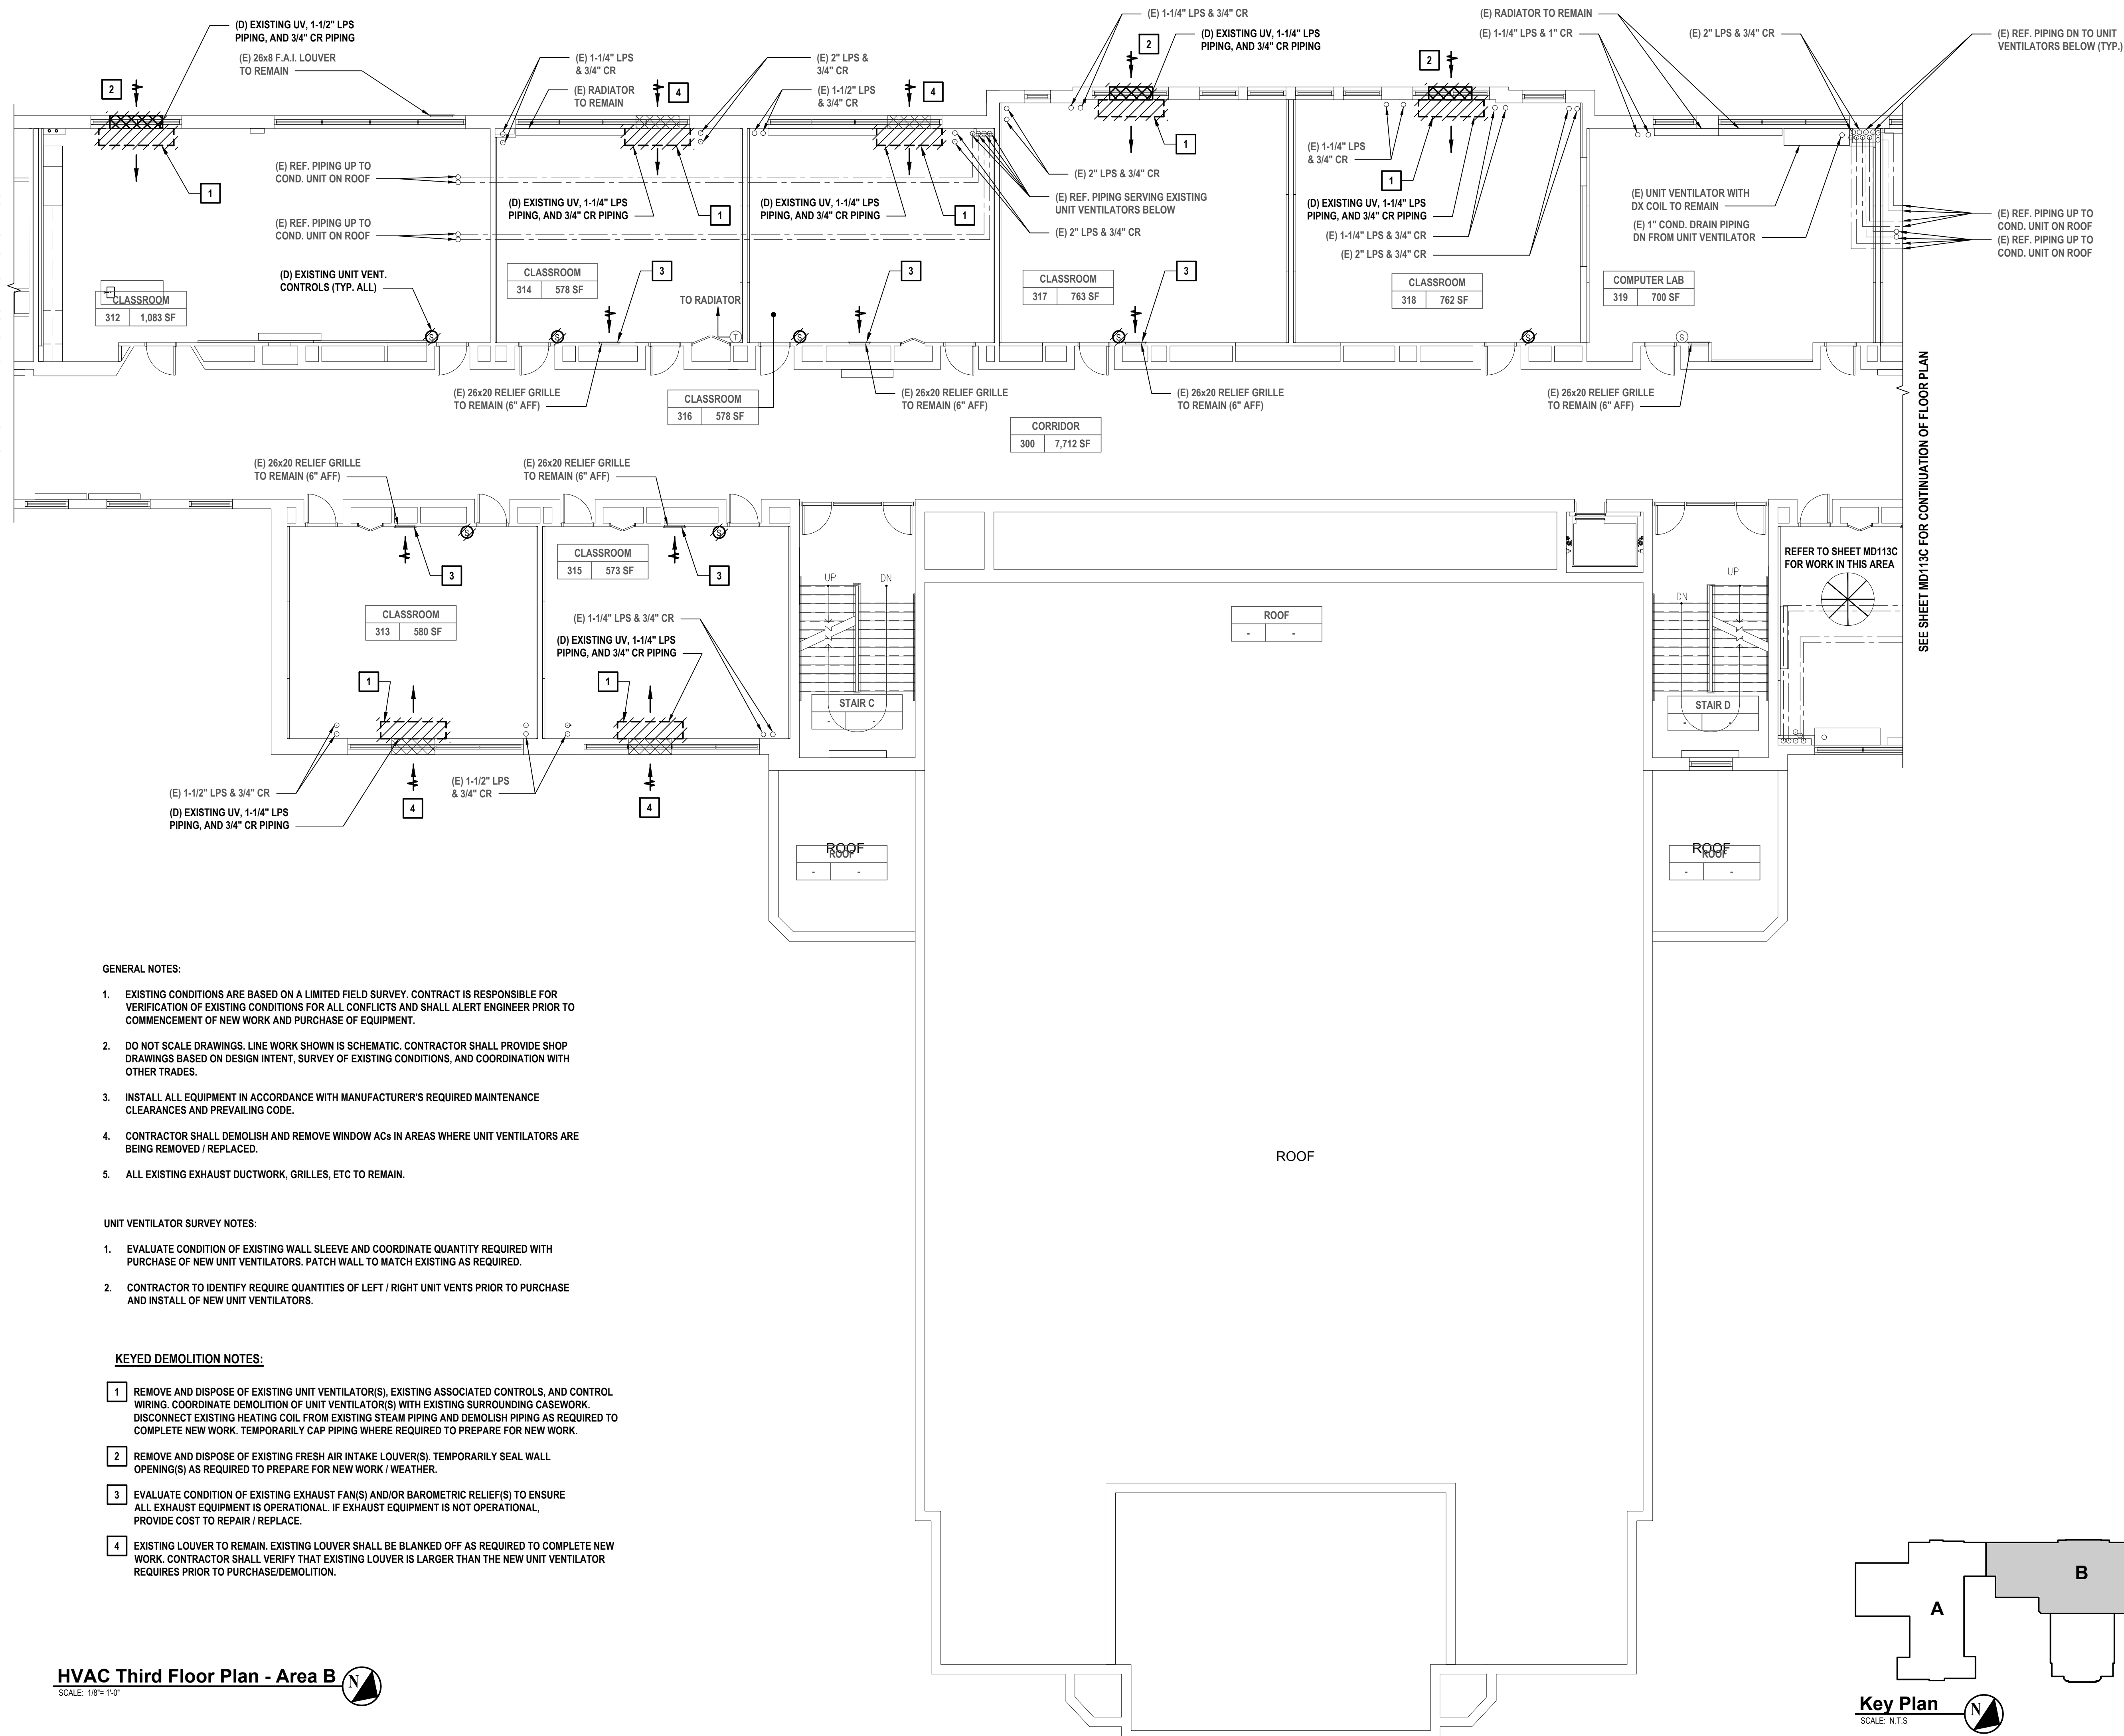 (D) EXISTING UV, 1-1/2" LPS
PIPING, AND 3/4" CR PIPING
(E) 26x8 F.A.I. LOUVER
TO REMAIN
2
(E) 1-1/4" LPS
& 3/4" CR
(E) RADIATOR
TO REMAIN
4
(E) 2" LPS &
3/4" CR
(E) 1-1/2" LPS
& 3/4" CR
4
(E) 1-1/4" LPS & 3/4" CR
2
(D) EXISTING UV, 1-1/4" LPS
PIPING, AND 3/4" CR PIPING
(E) RADIATOR TO REMAIN
(E) 1-1/4" LPS & 1" CR
2
(E) 2" LPS & 3/4" CR
(E) REF. PIPING DN TO UNIT
VENTILATORS BELOW (TYP.)
1
(E) REF. PIPING UP TO
COND. UNIT ON ROOF
(E) REF. PIPING UP TO
COND. UNIT ON ROOF
(D) EXISTING UNIT VENT.
CONTROLS (TYP. ALL)
CLASSROOM
312 1,083 SF
S
(D) EXISTING UV, 1-1/4" LPS
PIPING, AND 3/4" CR PIPING
1
CLASSROOM
314 578 SF
3
S
TO RADIATOR
T
(D) EXISTING UV, 1-1/4" LPS
PIPING, AND 3/4" CR PIPING
1
3
S
(E) 2" LPS & 3/4" CR
(E) REF. PIPING SERVING EXISTING
UNIT VENTILATORS BELOW
(E) 2" LPS & 3/4" CR
1
CLASSROOM
317 763 SF
3
S
(E) 1-1/4" LPS
& 3/4" CR
1
(D) EXISTING UV, 1-1/4" LPS
PIPING, AND 3/4" CR PIPING
(E) 1-1/4" LPS & 3/4" CR
(E) 2" LPS & 3/4" CR
CLASSROOM
318 762 SF
S
(E) UNIT VENTILATOR WITH
DX COIL TO REMAIN
(E) 1" COND. DRAIN PIPING
DN FROM UNIT VENTILATOR
COMPUTER LAB
319 700 SF
S
(E) REF. PIPING UP TO
COND. UNIT ON ROOF
(E) REF. PIPING UP TO
COND. UNIT ON ROOF
(E) 26x20 RELIEF GRILLE
TO REMAIN (6" AFF)
CLASSROOM
316 578 SF
(E) 26x20 RELIEF GRILLE
TO REMAIN (6" AFF)
(E) 26x20 RELIEF GRILLE
TO REMAIN (6" AFF)
(E) 26x20 RELIEF GRILLE
TO REMAIN (6" AFF)
CORRIDOR
300 7,712 SF
SEE SHEET MD113C FOR CONTINUATION OF FLOOR PLAN
(E) 26x20 RELIEF GRILLE
TO REMAIN (6" AFF)
(E) 26x20 RELIEF GRILLE
TO REMAIN (6" AFF)
S
S
3
3
CLASSROOM
313 580 SF
CLASSROOM
315 573 SF
(E) 1-1/4" LPS & 3/4" CR
(D) EXISTING UV, 1-1/4" LPS
PIPING, AND 3/4" CR PIPING
1
1
UP DN
STAIR C
- -
ROOF
- -
UP
DN
STAIR D
- -
REFER TO SHEET MD113C
FOR WORK IN THIS AREA
(E) 1-1/2" LPS & 3/4" CR
(D) EXISTING UV, 1-1/4" LPS
PIPING, AND 3/4" CR PIPING
4
(E) 1-1/2" LPS
& 3/4" CR
4
ROOF
ROOF
- -
ROOF
ROOF
- -
ROOF
GENERAL NOTES:
1. EXISTING CONDITIONS ARE BASED ON A LIMITED FIELD SURVEY. CONTRACT IS RESPONSIBLE FOR
VERIFICATION OF EXISTING CONDITIONS FOR ALL CONFLICTS AND SHALL ALERT ENGINEER PRIOR TO
COMMENCEMENT OF NEW WORK AND PURCHASE OF EQUIPMENT.
2. DO NOT SCALE DRAWINGS. LINE WORK SHOWN IS SCHEMATIC. CONTRACTOR SHALL PROVIDE SHOP
DRAWINGS BASED ON DESIGN INTENT, SURVEY OF EXISTING CONDITIONS, AND COORDINATION WITH
OTHER TRADES.
3. INSTALL ALL EQUIPMENT IN ACCORDANCE WITH MANUFACTURER'S REQUIRED MAINTENANCE
CLEARANCES AND PREVAILING CODE.
4. CONTRACTOR SHALL DEMOLISH AND REMOVE WINDOW ACs IN AREAS WHERE UNIT VENTILATORS ARE
BEING REMOVED / REPLACED.
5. ALL EXISTING EXHAUST DUCTWORK, GRILLES, ETC TO REMAIN.
UNIT VENTILATOR SURVEY NOTES:
1. EVALUATE CONDITION OF EXISTING WALL SLEEVE AND COORDINATE QUANTITY REQUIRED WITH
PURCHASE OF NEW UNIT VENTILATORS. PATCH WALL TO MATCH EXISTING AS REQUIRED.
2. CONTRACTOR TO IDENTIFY REQUIRE QUANTITIES OF LEFT / RIGHT UNIT VENTS PRIOR TO PURCHASE
AND INSTALL OF NEW UNIT VENTILATORS.
KEYED DEMOLITION NOTES:
1 REMOVE AND DISPOSE OF EXISTING UNIT VENTILATOR(S), EXISTING ASSOCIATED CONTROLS, AND CONTROL
WIRING. COORDINATE DEMOLITION OF UNIT VENTILATOR(S) WITH EXISTING SURROUNDING CASEWORK.
DISCONNECT EXISTING HEATING COIL FROM EXISTING STEAM PIPING AND DEMOLISH PIPING AS REQUIRED TO
COMPLETE NEW WORK. TEMPORARILY CAP PIPING WHERE REQUIRED TO PREPARE FOR NEW WORK.
2 REMOVE AND DISPOSE OF EXISTING FRESH AIR INTAKE LOUVER(S). TEMPORARILY SEAL WALL
OPENING(S) AS REQUIRED TO PREPARE FOR NEW WORK / WEATHER.
3 EVALUATE CONDITION OF EXISTING EXHAUST FAN(S) AND/OR BAROMETRIC RELIEF(S) TO ENSURE
ALL EXHAUST EQUIPMENT IS OPERATIONAL. IF EXHAUST EQUIPMENT IS NOT OPERATIONAL,
PROVIDE COST TO REPAIR / REPLACE.
4 EXISTING LOUVER TO REMAIN. EXISTING LOUVER SHALL BE BLANKED OFF AS REQUIRED TO COMPLETE NEW
WORK. CONTRACTOR SHALL VERIFY THAT EXISTING LOUVER IS LARGER THAN THE NEW UNIT VENTILATOR
REQUIRES PRIOR TO PURCHASE/DEMOLITION.
HVAC Third Floor Plan - Area B
SCALE: 1/8"= 1'-0"
N
A
B
Key Plan
SCALE: N.T.S
N